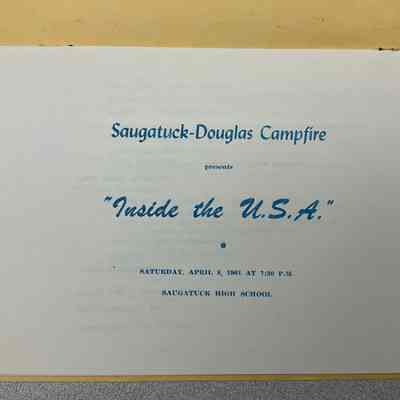 Saugatuck-Douglas Campfire
presents
"Inside the U.S.A."
SATURDAY, APRIL 8, 1961 AT 7:30 P.M.
SAUGATUCK HIGH SCHOOL